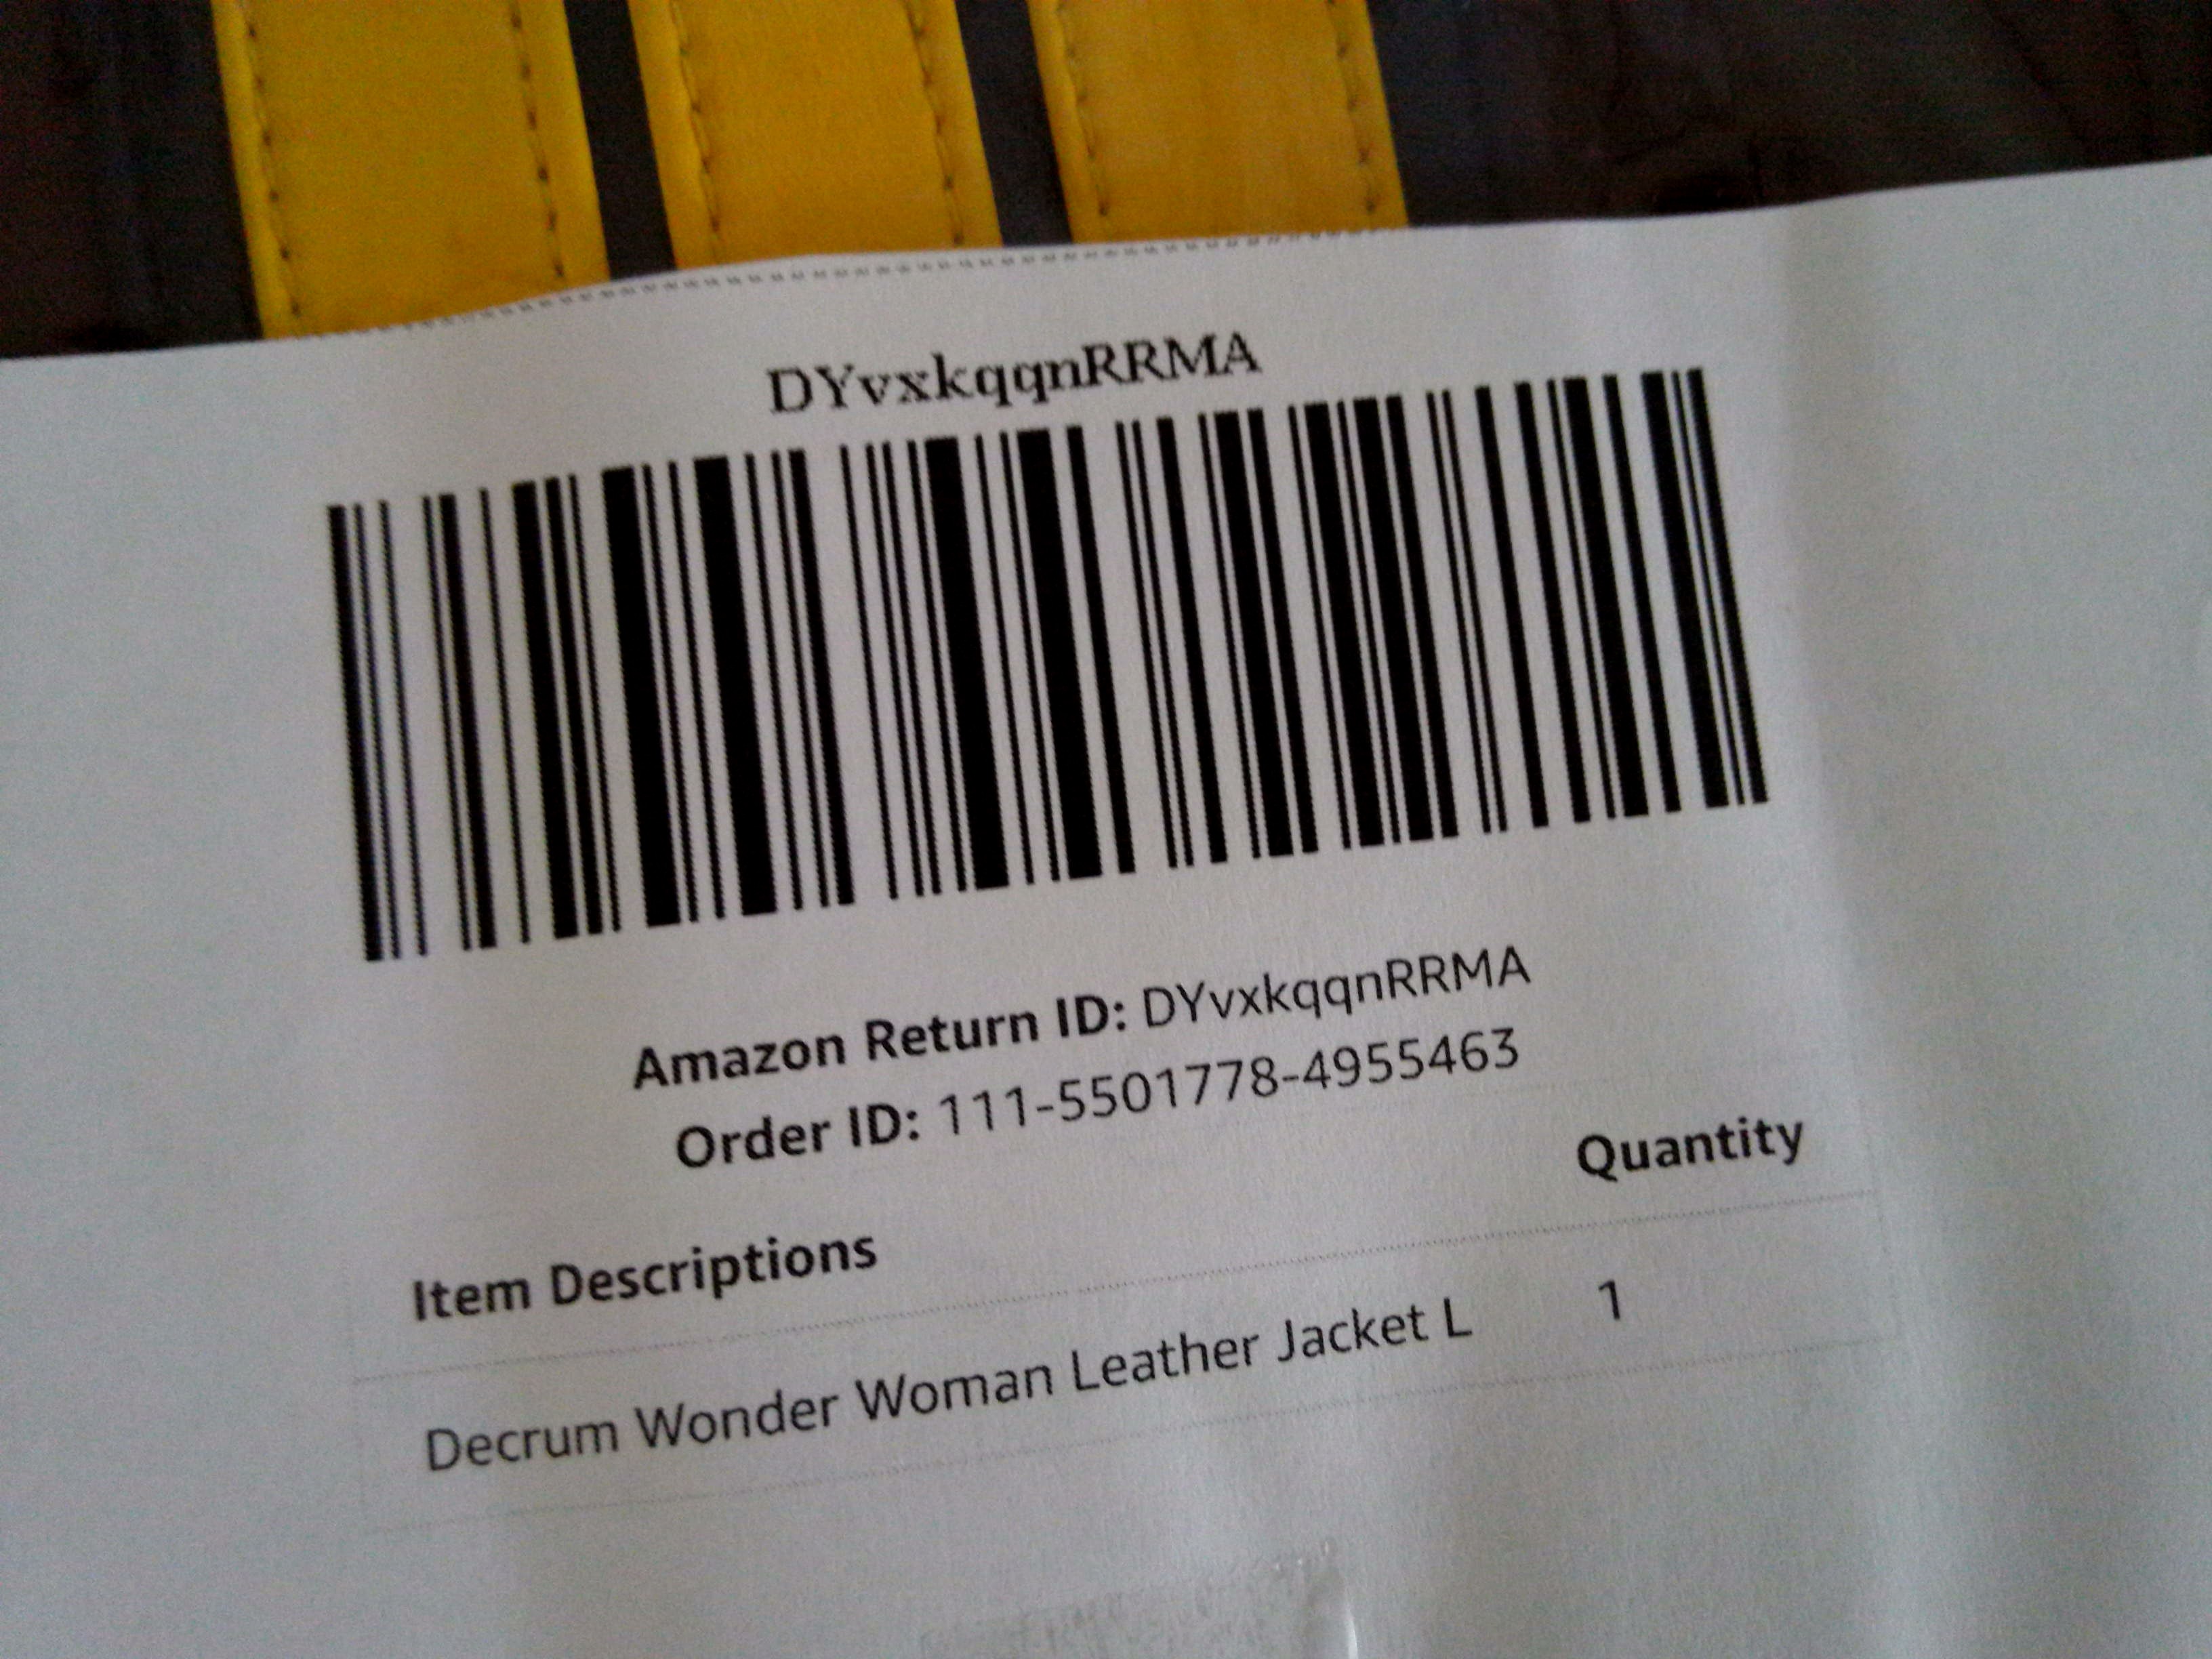 DYvxkqqnRRMA
Amazon Return ID: DYvxkqqnRRMA
Order ID: 111-5501778-4955463
Item Descriptions Quantity
Decrum Wonder Woman Leather Jacket L 1